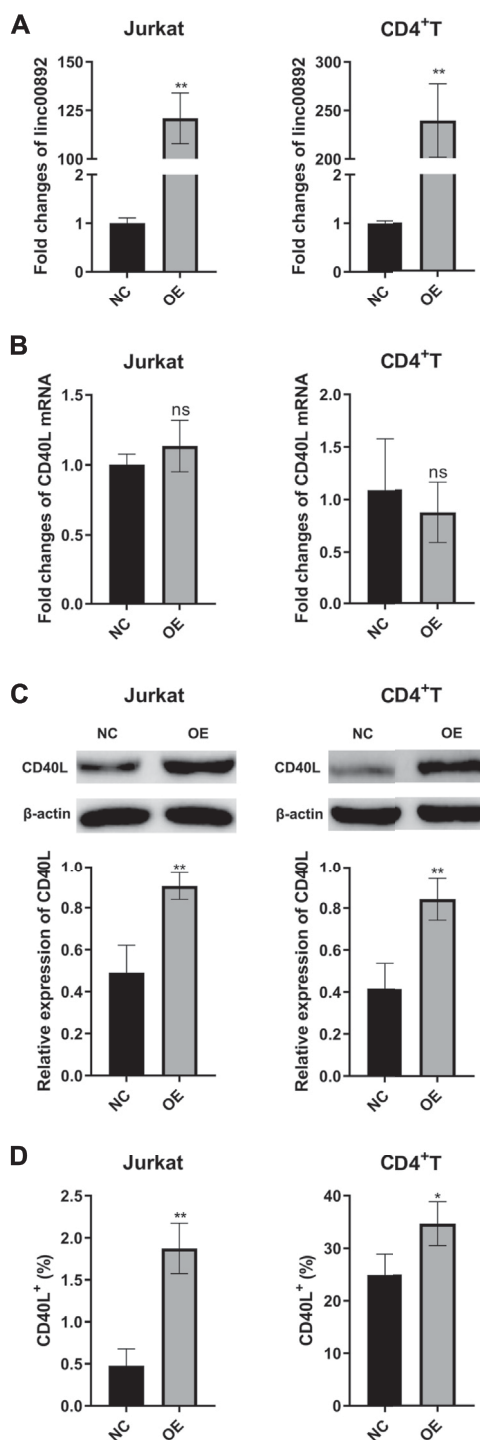 A
Jurkat
CD4+T
Fold changes of linc00892
150
125
100
2
1
0
**
NC
OE
Fold changes of linc00892
300
250
200
2
1
0
**
NC
OE
B
Jurkat
CD4+T
Fold changes of CD40L mRNA
1.5
1.0
0.5
0.0
ns
NC
OE
Fold changes of CD40L mRNA
2.0
1.5
1.0
0.5
0.0
ns
NC
OE
C
Jurkat
CD4+T
NC OE
CD40L
β-actin
NC OE
CD40L
β-actin
Relative expression of CD40L
1.0
0.8
0.6
0.4
0.2
0.0
**
NC
OE
Relative expression of CD40L
1.0
0.8
0.6
0.4
0.2
0.0
**
NC
OE
D
Jurkat
CD4+T
CD40L+ (%)
2.5
2.0
1.5
1.0
0.5
0.0
**
NC
OE
CD40L+ (%)
40
30
20
10
0
*
NC
OE